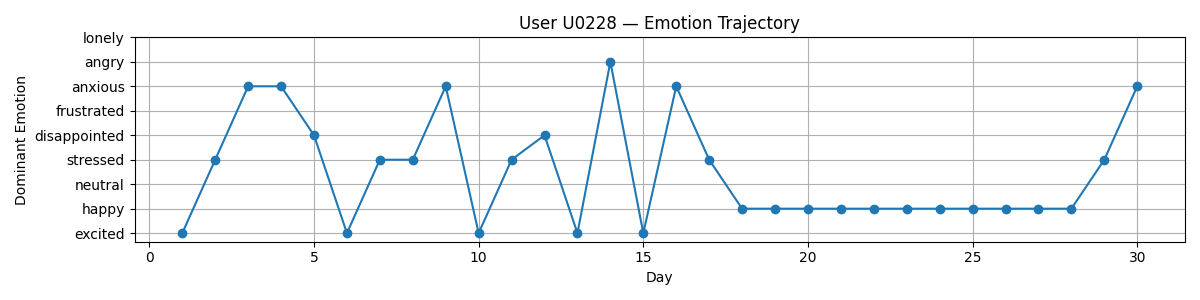 User U0228 — Emotion Trajectory
Dominant Emotion
lonely
angry
anxious
frustrated
disappointed
stressed
neutral
happy
excited
0 5 10 15 20 25 30
Day